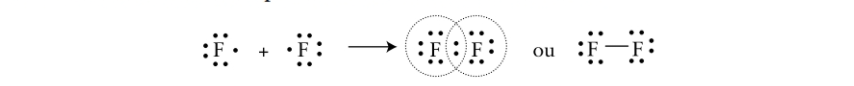 :F· + ·F: → :F:F: ou :F—F: